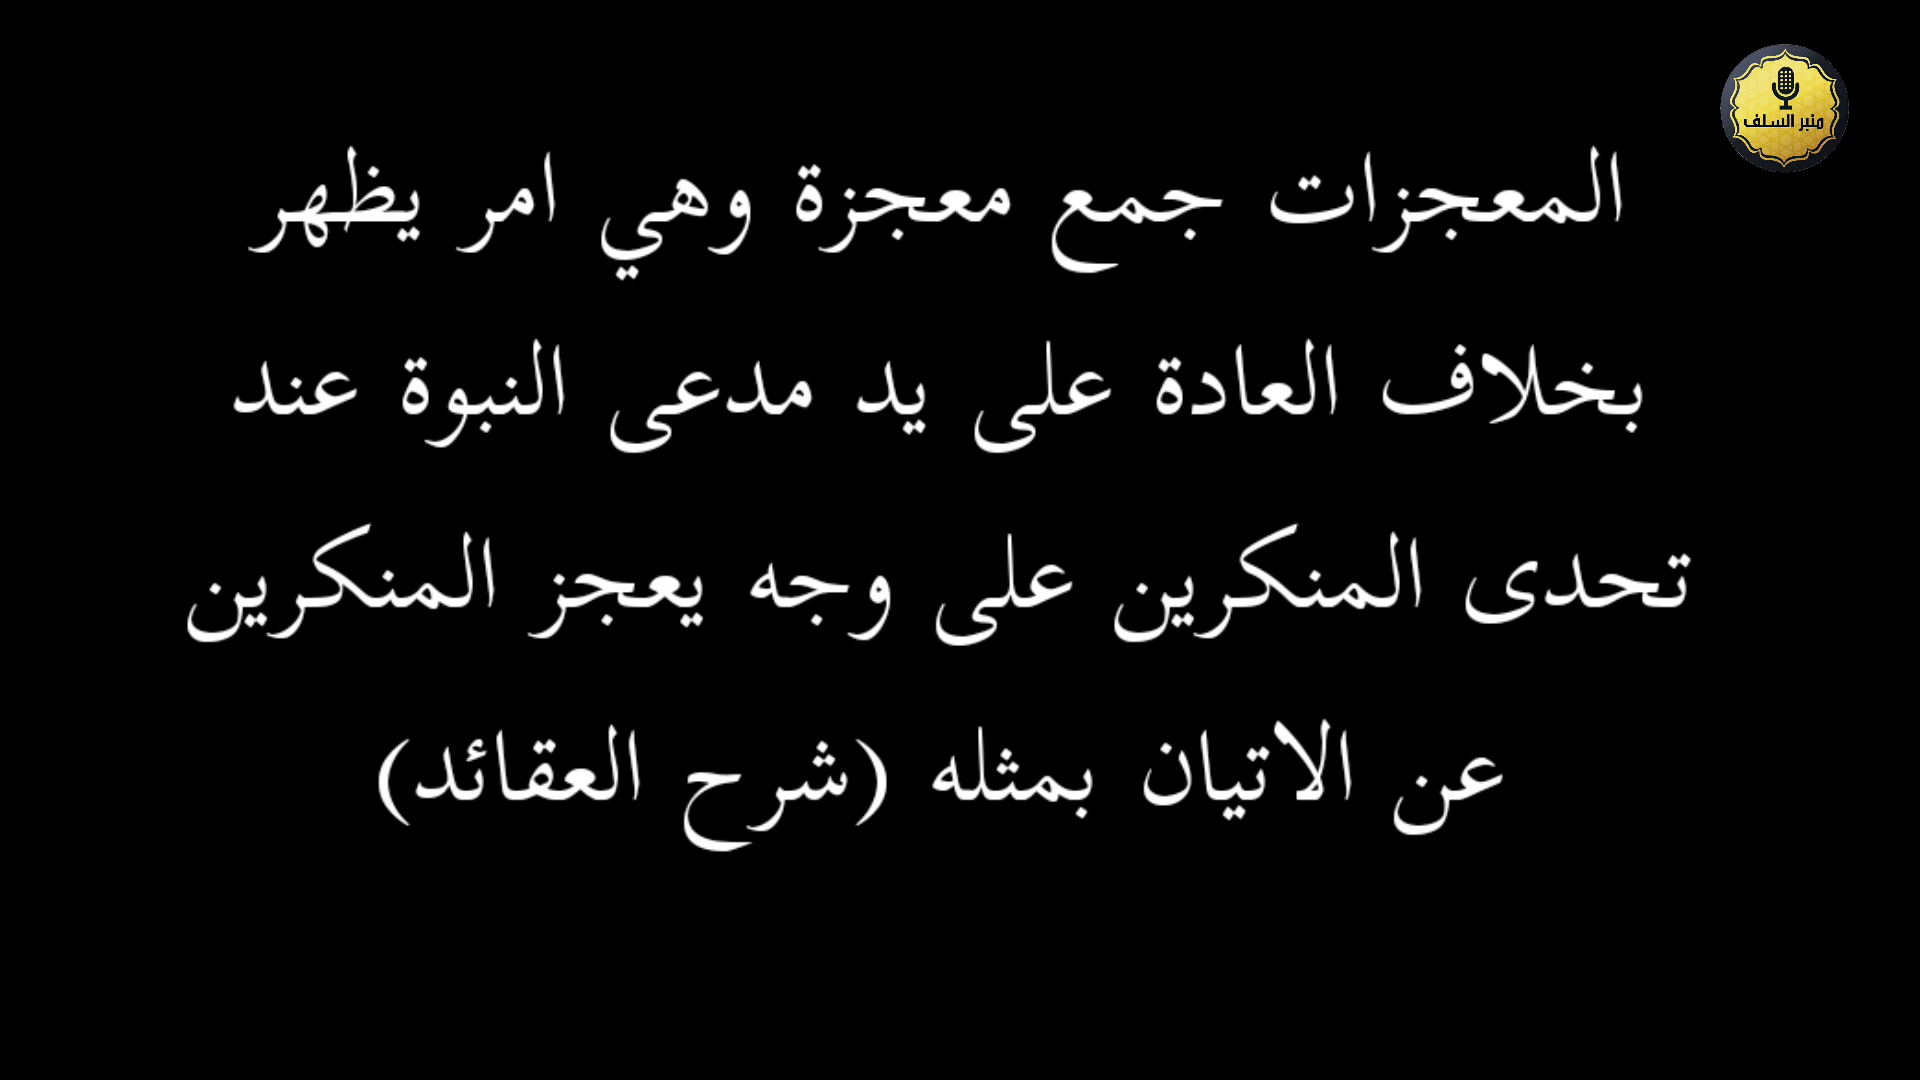 منبر السلف
المعجزات جمع معجزة وهي امر يظهر
بخلاف العادة على يد مدعى النبوة عند
تحدى المنكرين على وجه يعجز المنكرين
عن الاتيان بمثله (شرح العقائد)